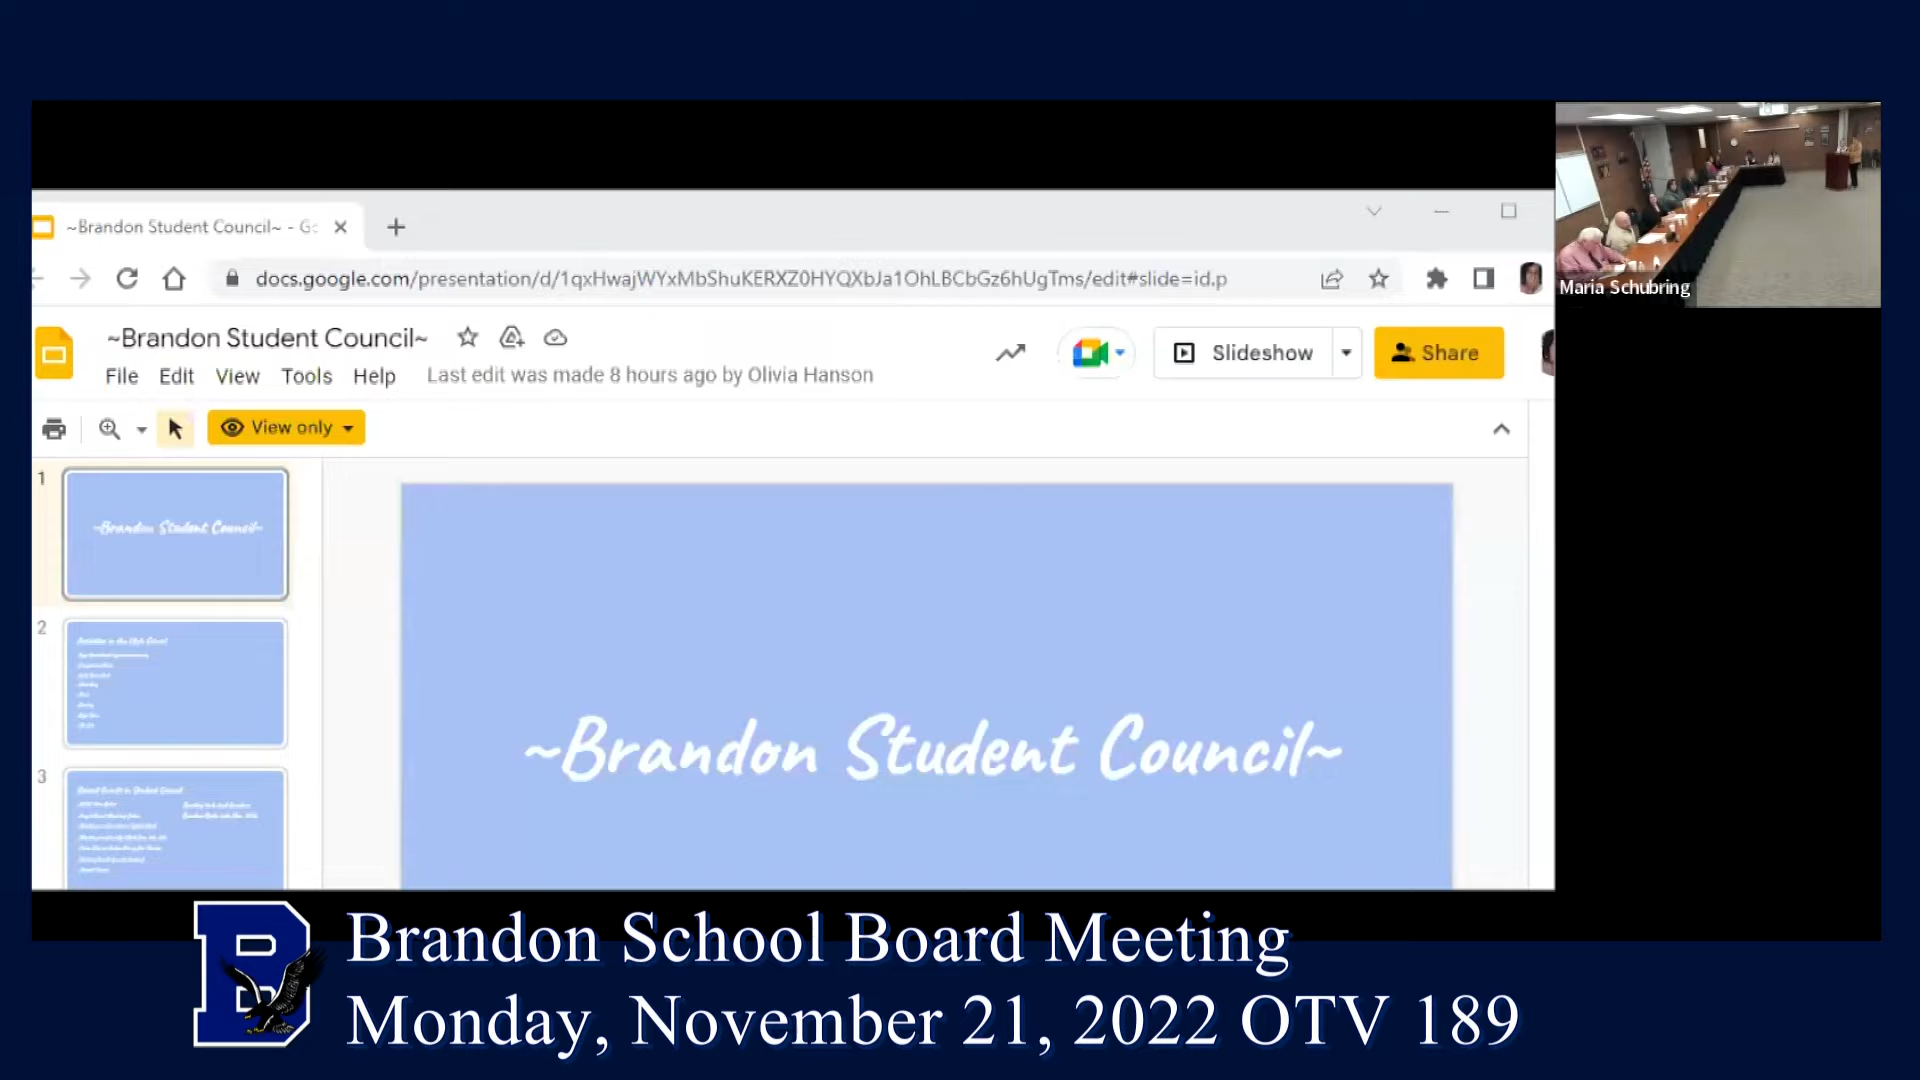 ~Brandon Student Council~ - Go
docs.google.com/presentation/d/1qxHwajWYxMbShuKERXZ0HYQXbJa1OhLBCbGz6hUgTms/edit#slide=id.p
~Brandon Student Council~
File Edit View Tools Help
Last edit was made 8 hours ago by Olivia Hanson
Slideshow
Share
View only
1
~Brandon Student Council~
2
3
~Brandon Student Council~
Maria Schubring
B
Brandon School Board Meeting
Monday, November 21, 2022 OTV 189